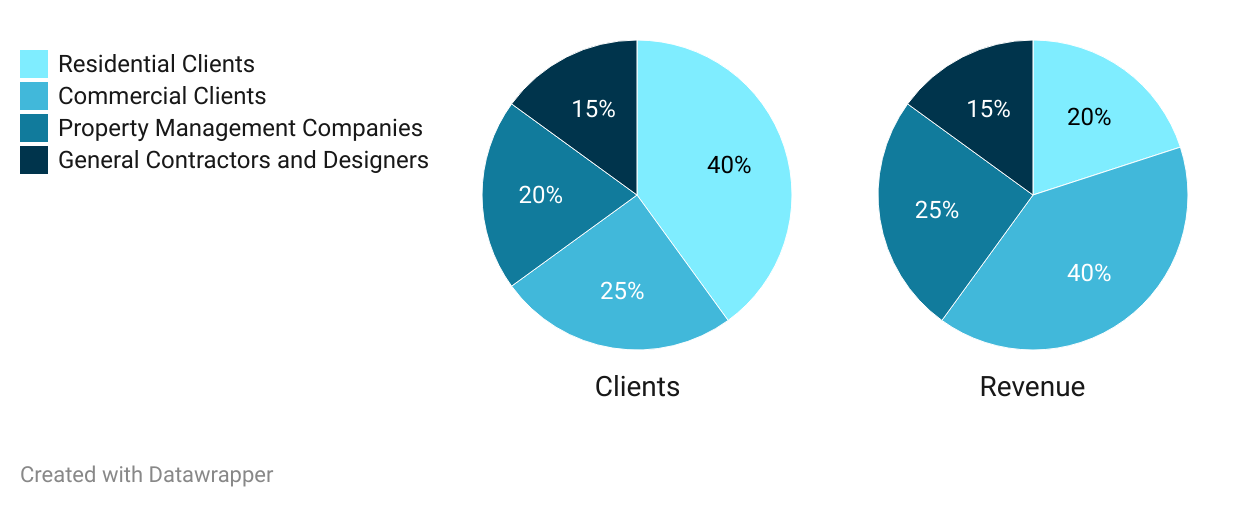 Residential Clients
Commercial Clients
Property Management Companies
General Contractors and Designers
15%
40%
20%
25%
Clients
15%
20%
25%
40%
Revenue
Created with Datawrapper